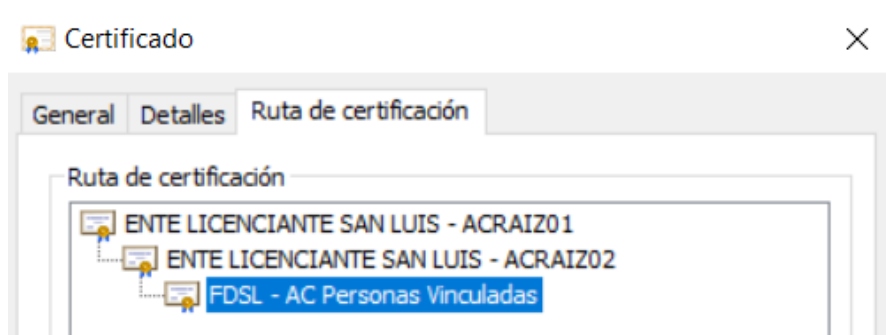 Certificado
General Detalles Ruta de certificación
Ruta de certificación
ENTE LICENCIANTE SAN LUIS - ACRAIZ01
ENTE LICENCIANTE SAN LUIS - ACRAIZ02
FDSL - AC Personas Vinculadas